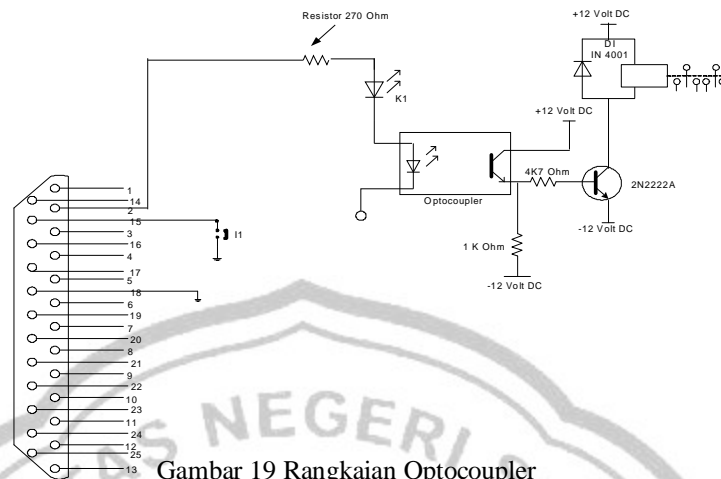 Resistor 270 Ohm
+12 Volt DC
DI
IN 4001
K1
+12 Volt DC
4K7 Ohm
2N2222A
Optocoupler
-12 Volt DC
1 K Ohm
-12 Volt DC
I1
1
14
2
15
3
16
4
17
5
18
6
19
7
20
8
21
9
22
10
23
11
24
12
25
13
AS NEGERI S
Gambar 19 Rangkaian Optocoupler